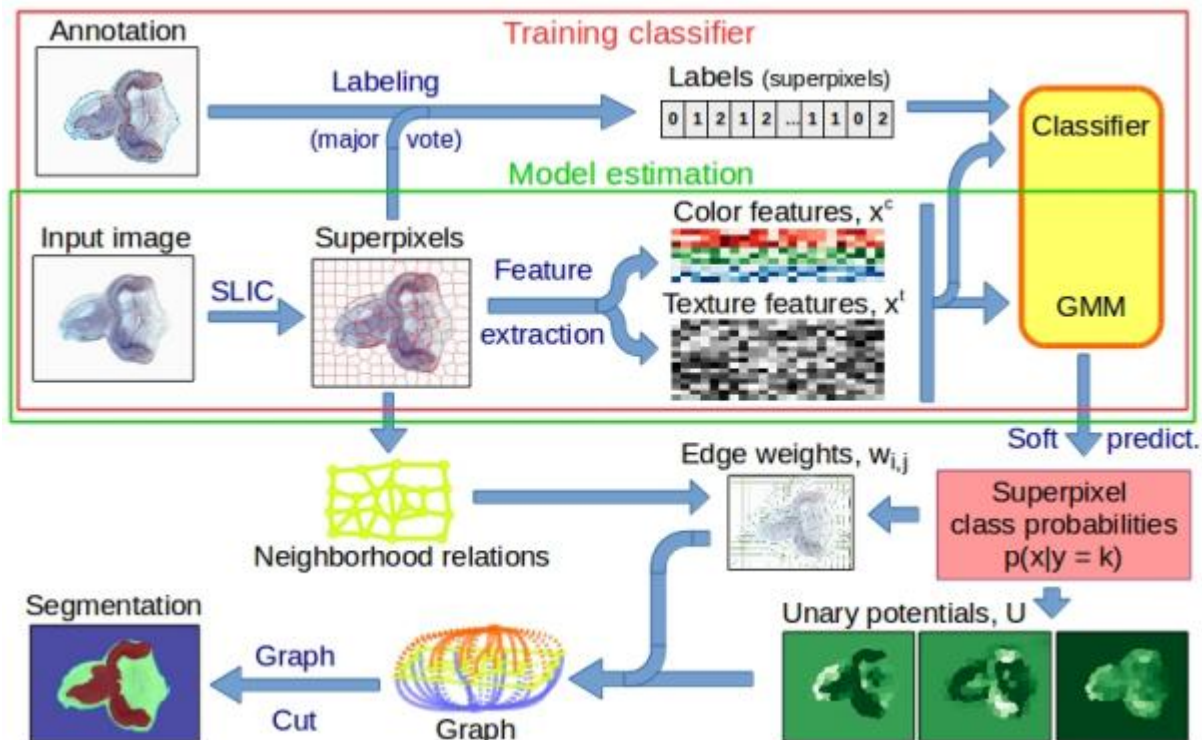 Annotation
Training classifier
Labeling
(major vote)
Labels (superpixels)
0 1 2 1 2 ... 1 1 0 2
Classifier
Model estimation
Input image
SLIC
Superpixels
Feature
extraction
Color features, xᶜ
Texture features, xᵗ
GMM
Soft predict.
Neighborhood relations
Edge weights, wᵢ,ⱼ
Superpixel
class probabilities
p(x|y = k)
Segmentation
Graph
Cut
Graph
Unary potentials, U